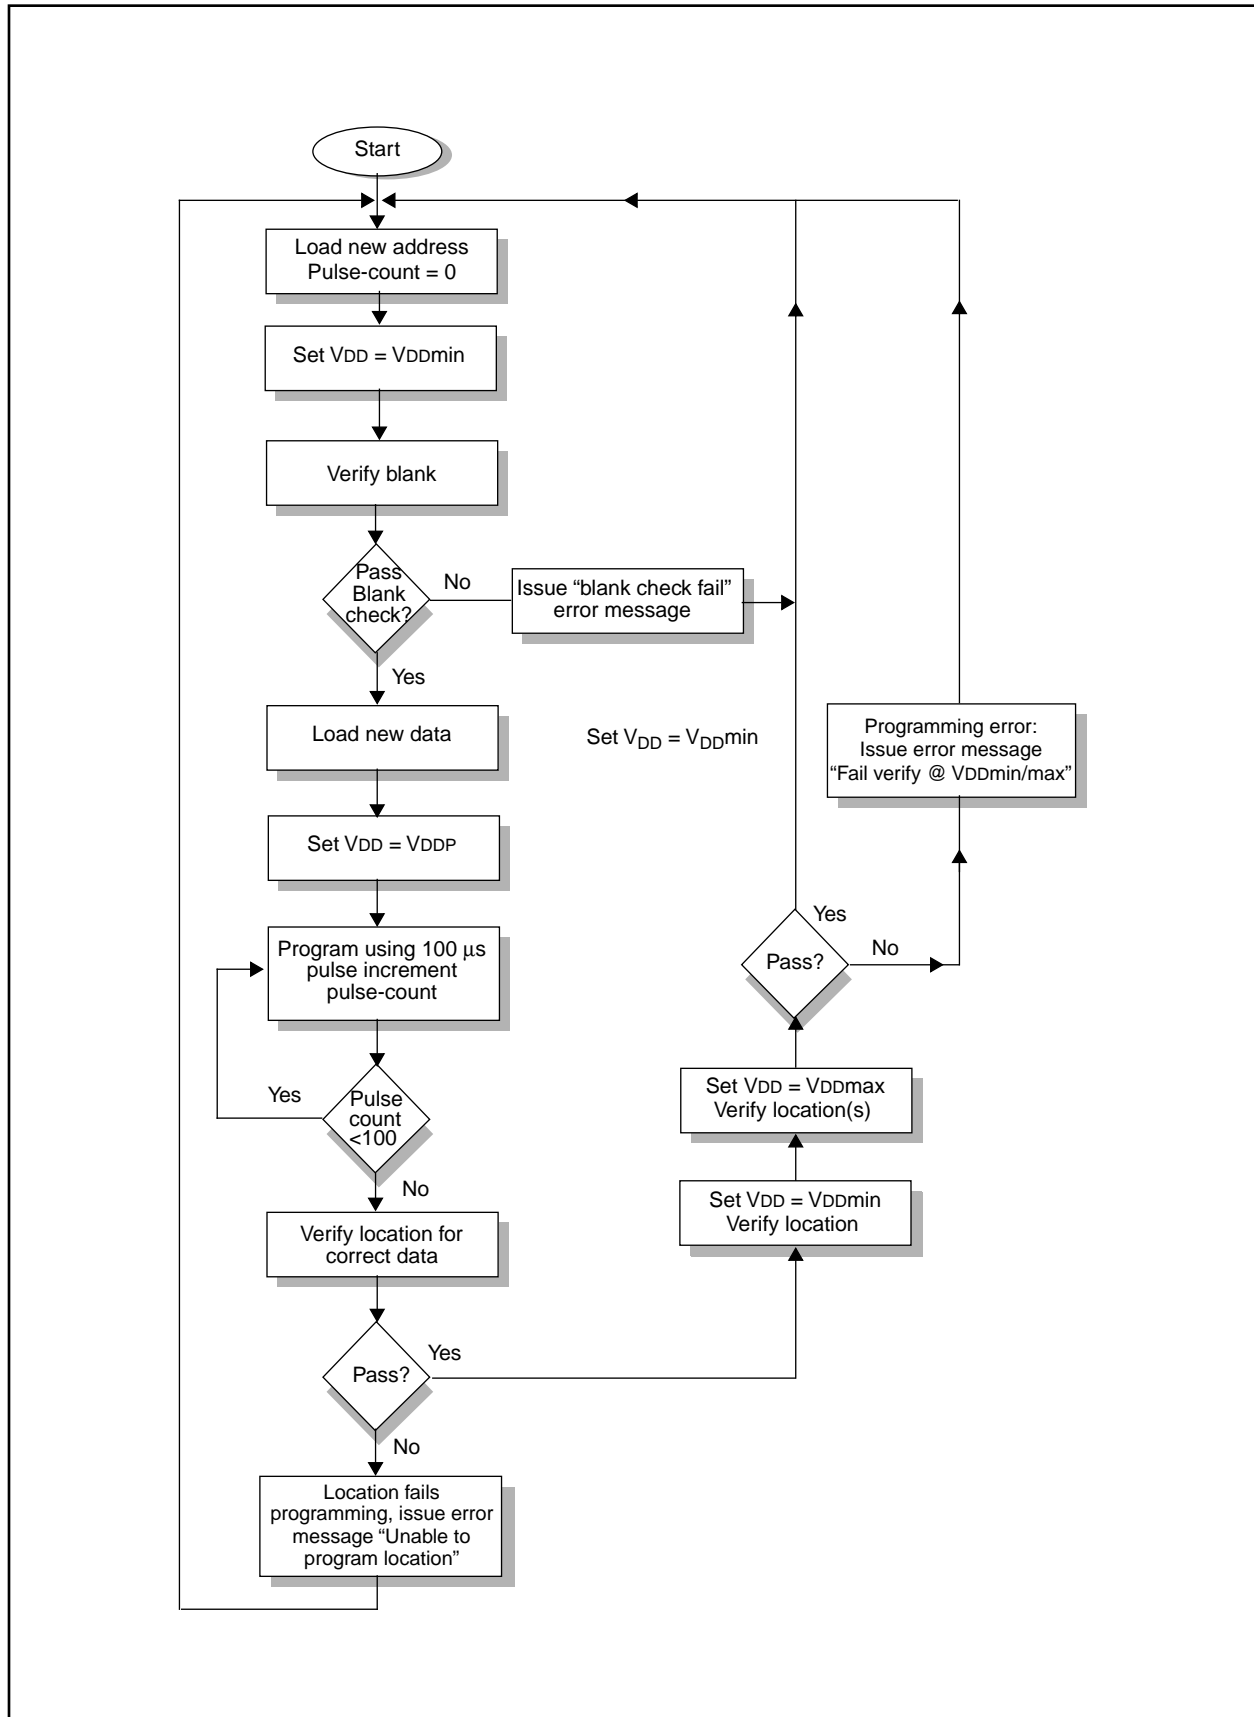 Start
Load new address
Pulse-count = 0
Set VDD = VDDmin
Verify blank
Pass
Blank
check?
No
Issue “blank check fail”
error message
Yes
Load new data
Set VDD = VDDmin
Programming error:
Issue error message
“Fail verify @ VDDmin/max”
Set VDD = VDDP
Program using 100 μs
pulse increment
pulse-count
Yes
Pass?
No
Yes
Pulse
count
<100
Set VDD = VDDmax
Verify location(s)
No
Set VDD = VDDmin
Verify location
Verify location for
correct data
Pass?
Yes
No
Location fails
programming, issue error
message “Unable to
program location”